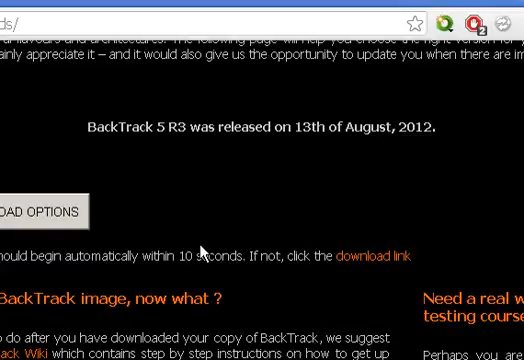 ds/
2
ainly appreciate it – and it would also give us the opportunity to update you when there are im
BackTrack 5 R3 was released on 13th of August, 2012.
OAD OPTIONS
hould begin automatically within 10 seconds. If not, click the download link
BackTrack image, now what ?
Need a real w
testing course
o do after you have downloaded your copy of BackTrack, we suggest
ack Wiki which contains step by step instructions on how to get up
Perhaps you are